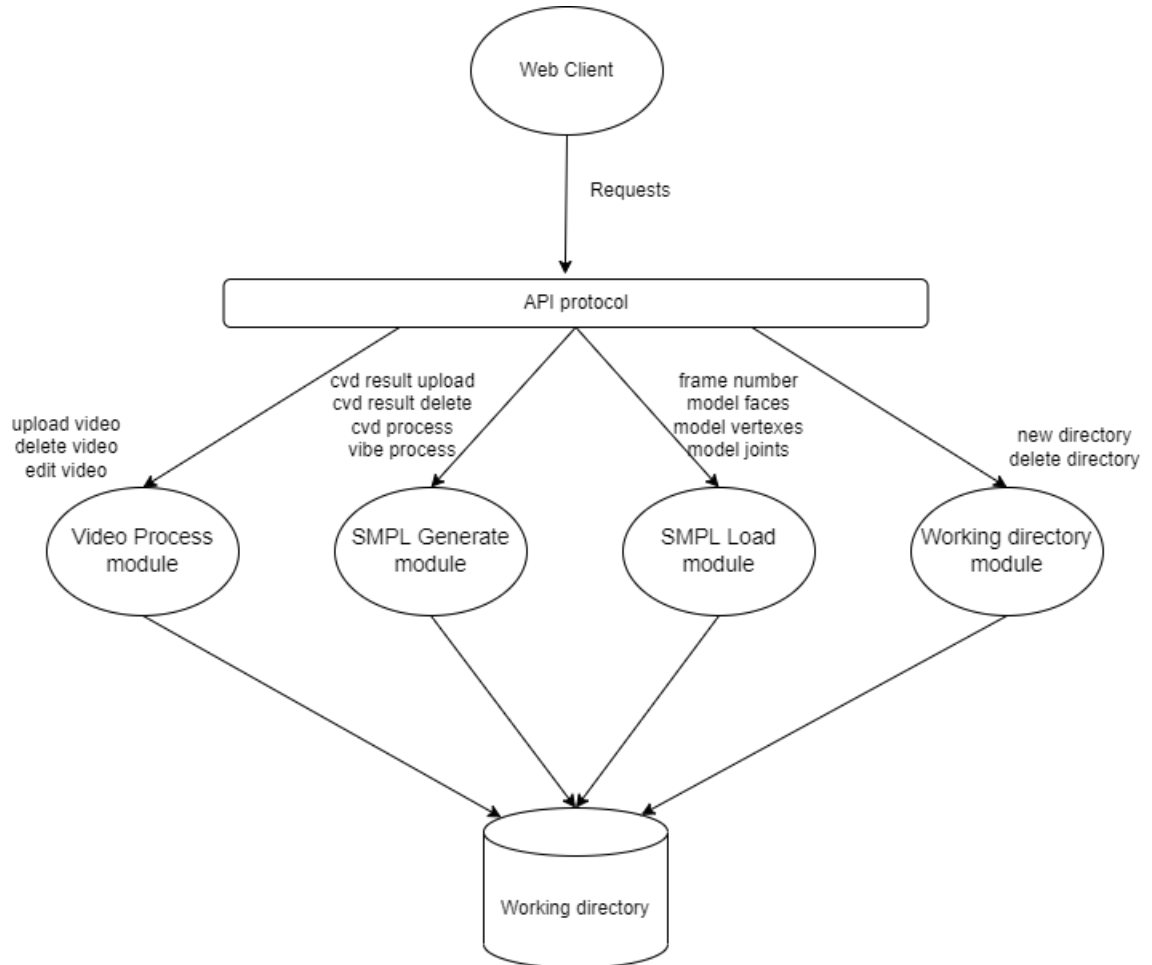 Web Client
Requests
API protocol
upload video
delete video
edit video
cvd result upload
cvd result delete
cvd process
vibe process
frame number
model faces
model vertexes
model joints
new directory
delete directory
Video Process
module
SMPL Generate
module
SMPL Load
module
Working directory
module
Working directory